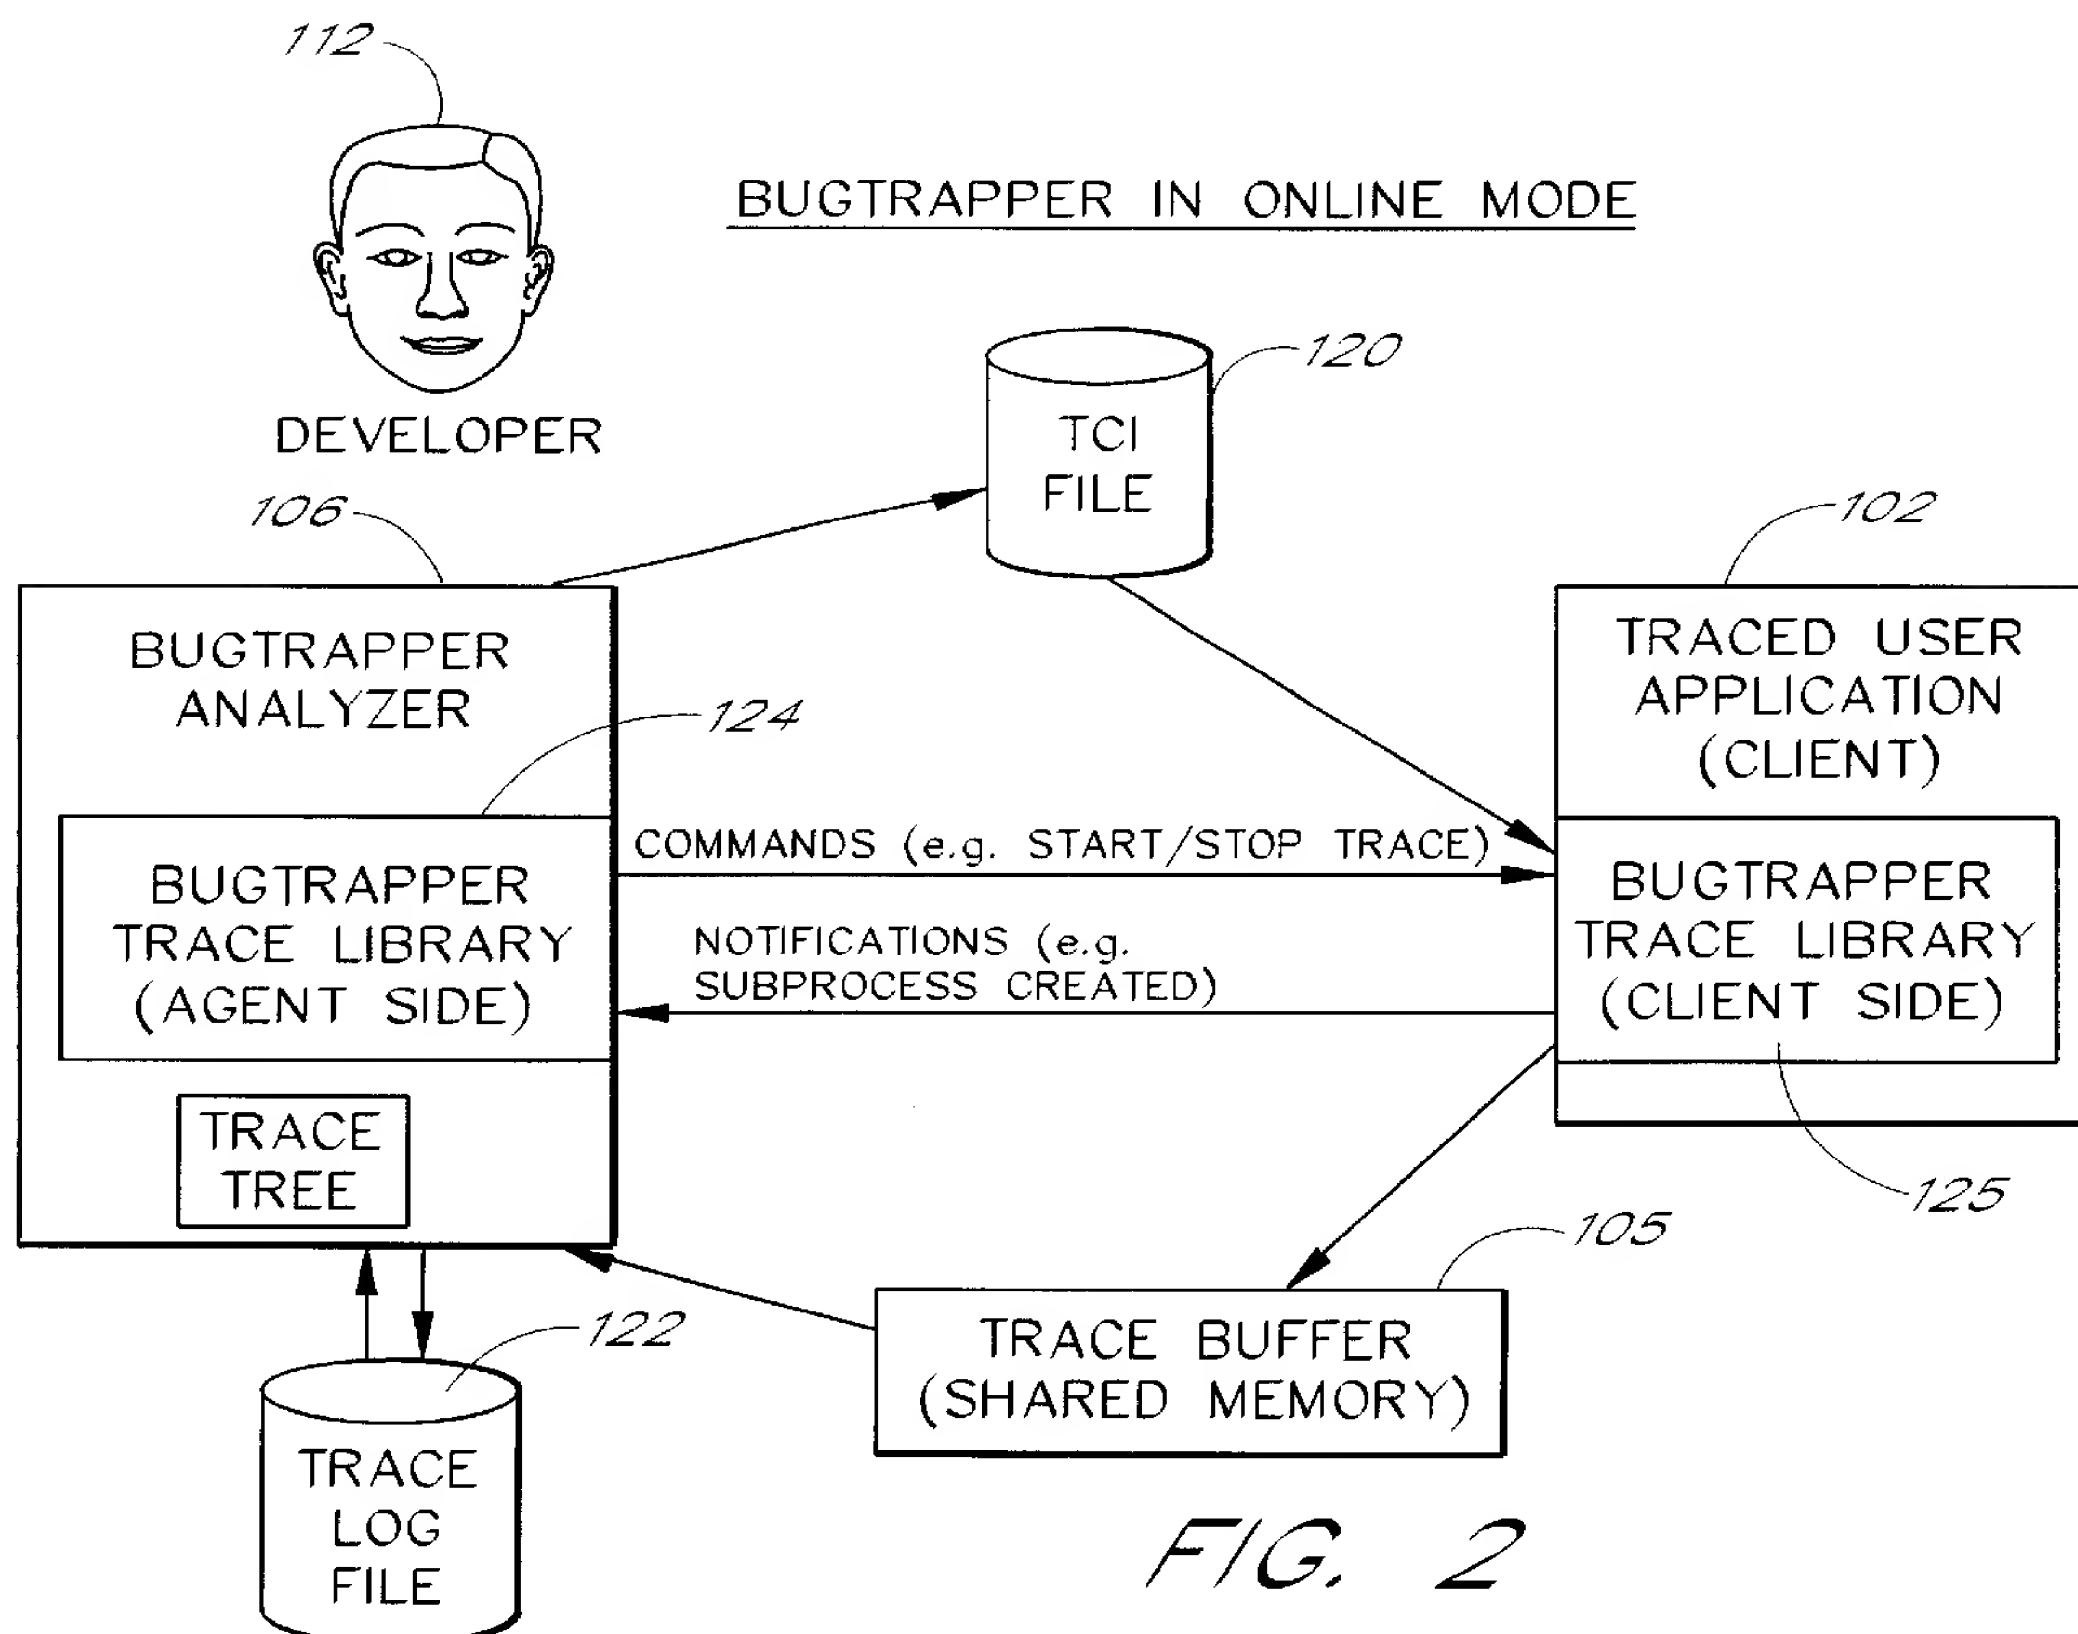 112
BUGTRAPPER IN ONLINE MODE
DEVELOPER
120
TCI
FILE
106
102
BUGTRAPPER
ANALYZER
TRACED USER
APPLICATION
(CLIENT)
124
COMMANDS (e.g. START/STOP TRACE)
BUGTRAPPER
TRACE LIBRARY
(AGENT SIDE)
NOTIFICATIONS (e.g.
SUBPROCESS CREATED)
BUGTRAPPER
TRACE LIBRARY
(CLIENT SIDE)
TRACE
TREE
125
105
122
TRACE BUFFER
(SHARED MEMORY)
TRACE
LOG
FILE
FIG. 2